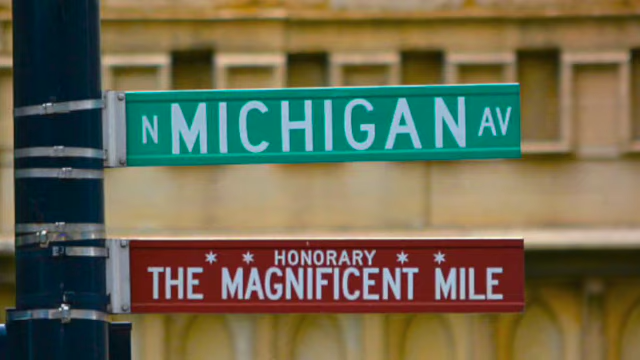 N MICHIGAN AV
* * HONORARY * *
THE MAGNIFICENT MILE